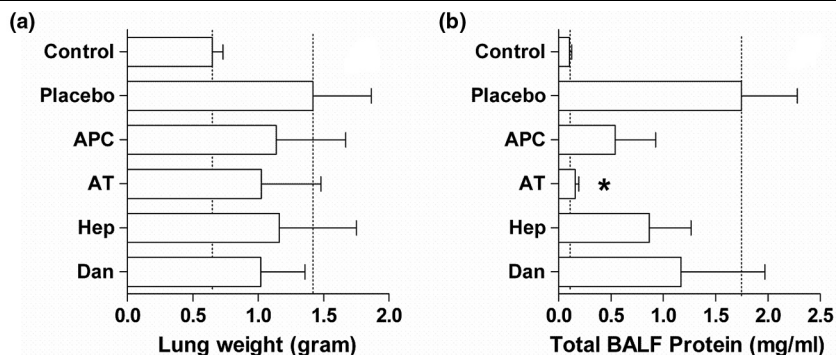 (a)
Control
Placebo
APC
AT
Hep
Dan
0.0 0.5 1.0 1.5 2.0
Lung weight (gram)
(b)
Control
Placebo
APC
AT *
Hep
Dan
0.0 0.5 1.0 1.5 2.0 2.5
Total BALF Protein (mg/ml)